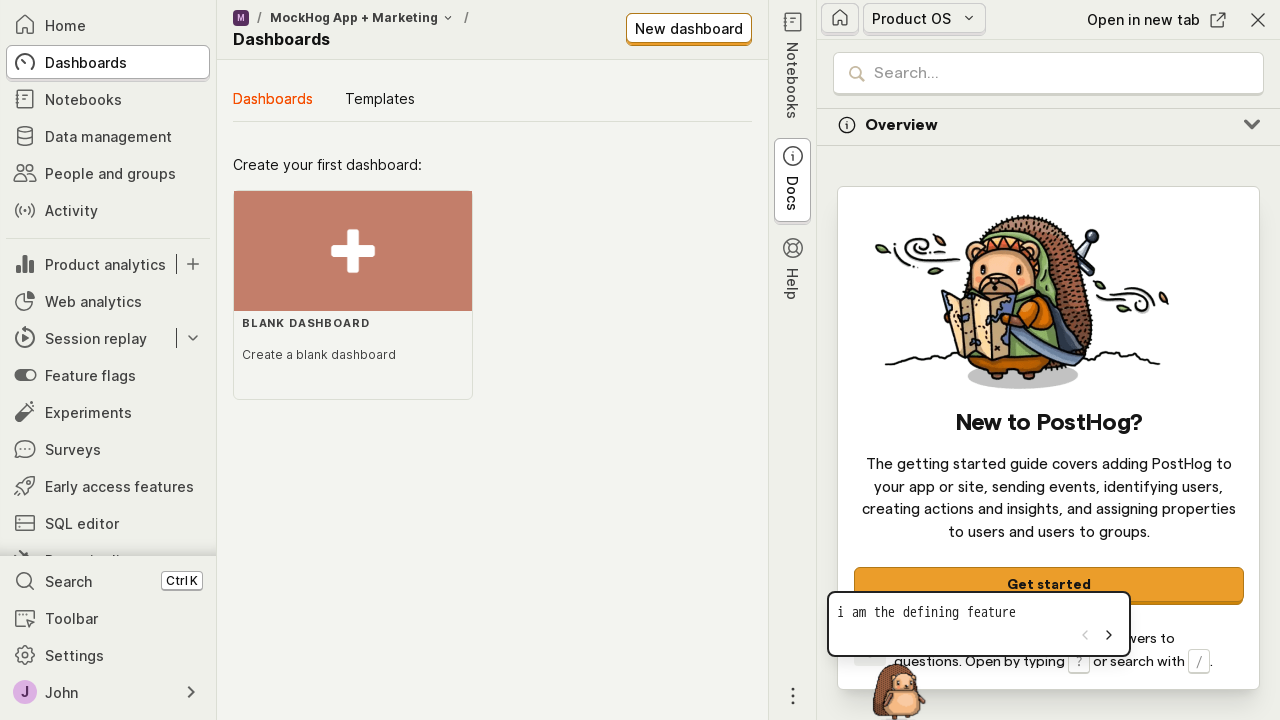 Home
Dashboards
Notebooks
Data management
People and groups
Activity
Product analytics
Web analytics
Session replay
Feature flags
Experiments
Surveys
Early access features
SQL editor
Search Ctrl K
Toolbar
Settings
J John
M / MockHog App + Marketing /
Dashboards
New dashboard
Dashboards Templates
Create your first dashboard:
BLANK DASHBOARD
Create a blank dashboard
Notebooks
Docs
Help
Product OS
Open in new tab
Search...
Overview
New to PostHog?
The getting started guide covers adding PostHog to
your app or site, sending events, identifying users,
creating actions and insights, and assigning properties
to users and users to groups.
Get started
i am the defining feature
to
questions. Open by typing ? or search with / .